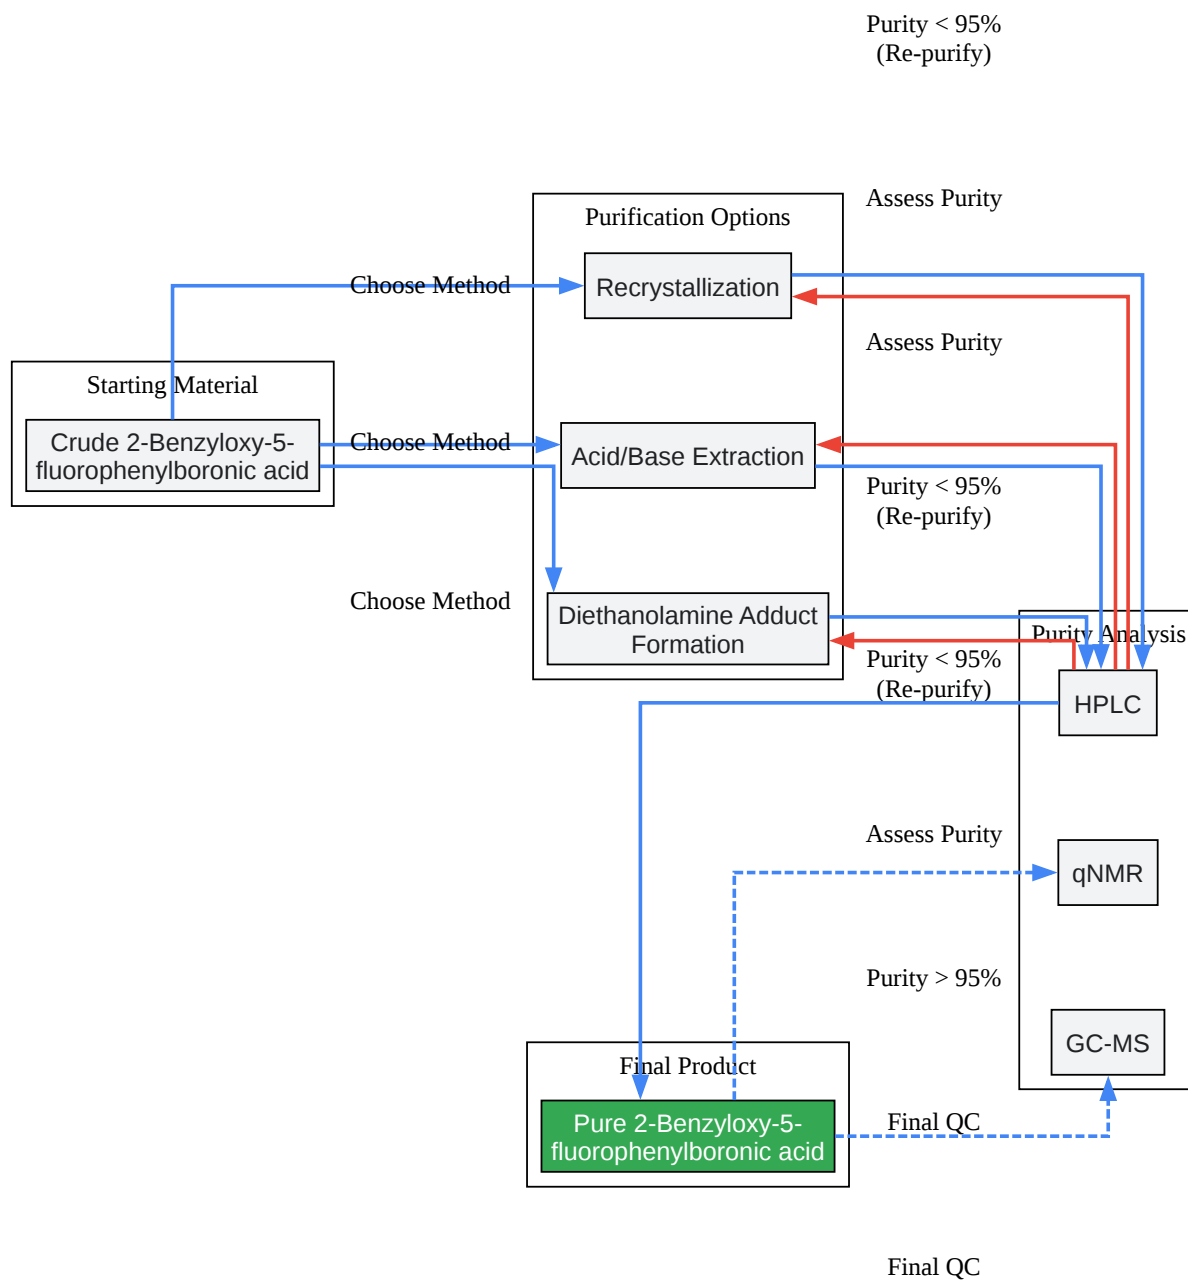 Purity < 95%
(Re-purify)
Assess Purity
Purification Options
Choose Method
Recrystallization
Assess Purity
Starting Material
Crude 2-Benzyloxy-5-
fluorophenylboronic acid
Choose Method
Acid/Base Extraction
Purity < 95%
(Re-purify)
Choose Method
Diethanolamine Adduct
Formation
Purity Analysis
Purity < 95%
(Re-purify)
HPLC
Assess Purity
qNMR
Purity > 95%
GC-MS
Final Product
Pure 2-Benzyloxy-5-
fluorophenylboronic acid
Final QC
Final QC